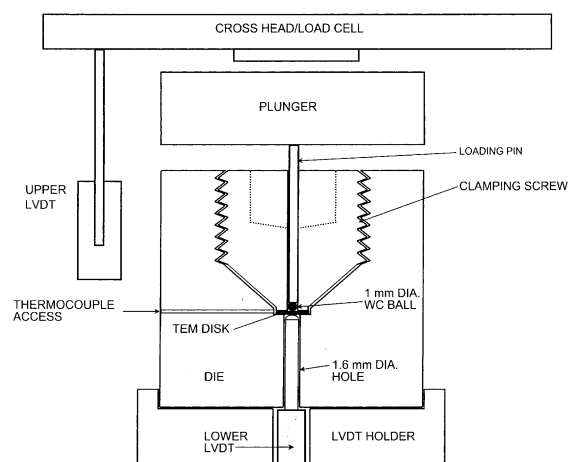 CROSS HEAD/LOAD CELL
PLUNGER
LOADING PIN
UPPER
LVDT
CLAMPING SCREW
1 mm DIA.
WC BALL
THERMOCOUPLE
ACCESS
TEM DISK
1.6 mm DIA.
HOLE
DIE
LOWER
LVDT
LVDT HOLDER